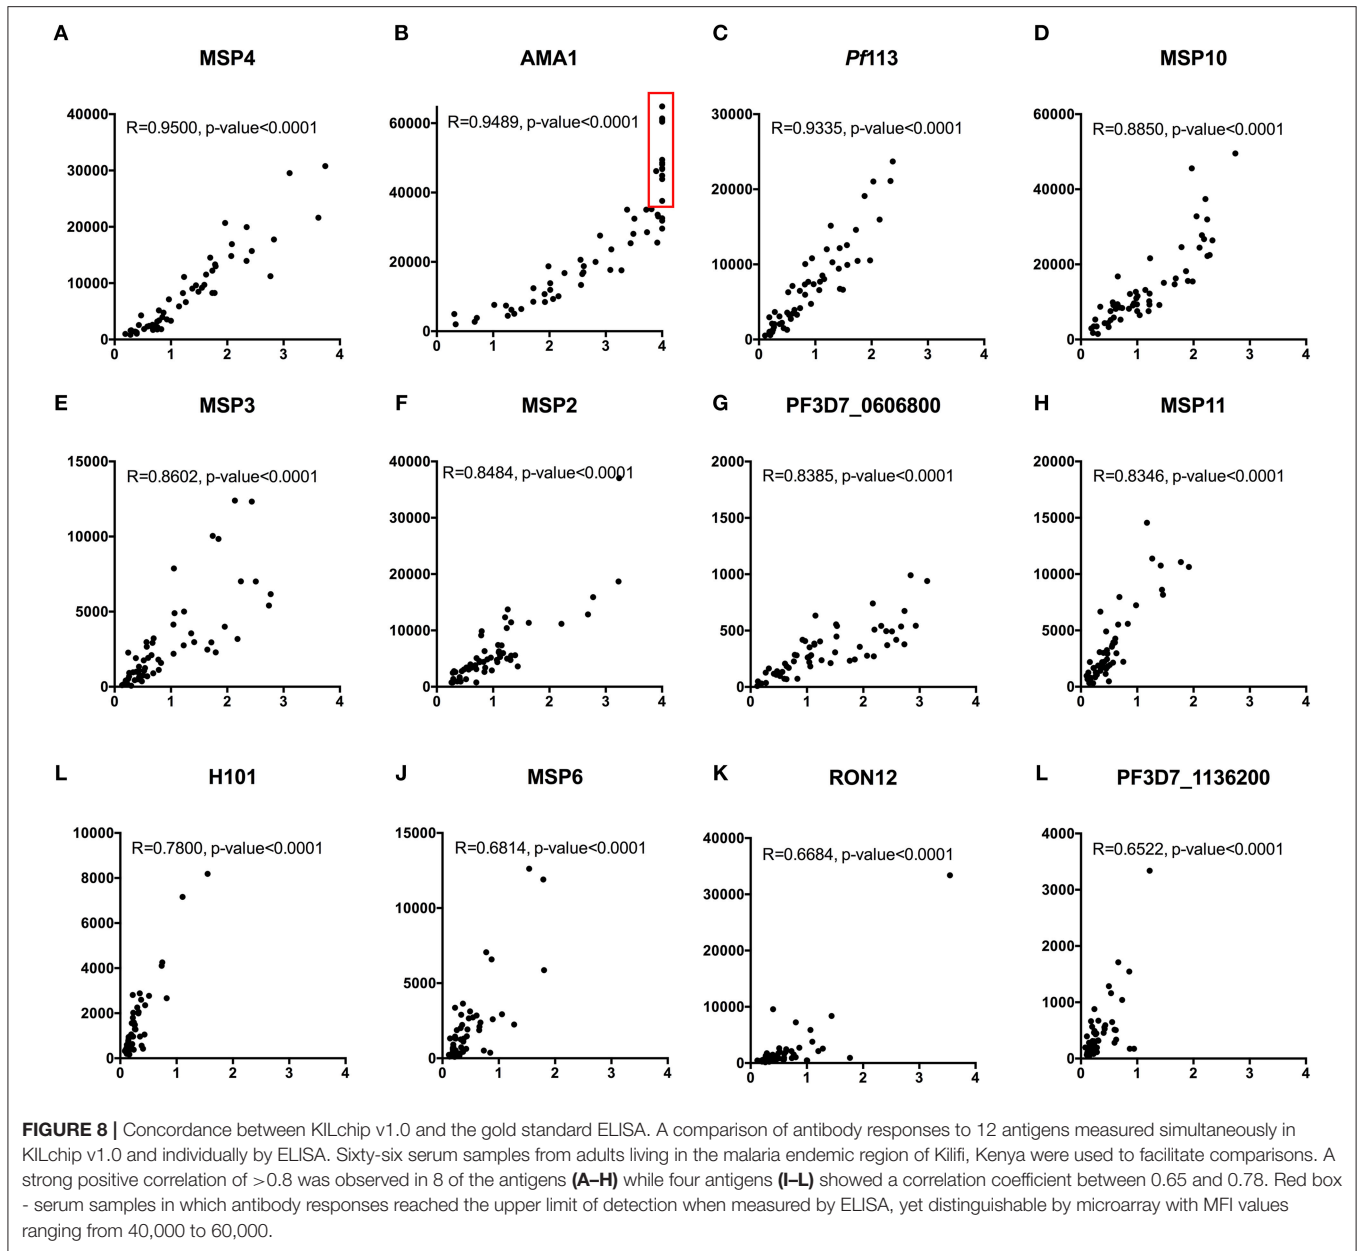 A
MSP4
B
AMA1
C
Pf113
D
MSP10
40000
30000
20000
10000
0
R=0.9500, p-value<0.0001
0 1 2 3 4
60000
40000
20000
0
R=0.9489, p-value<0.0001
0 1 2 3 4
30000
20000
10000
0
R=0.9335, p-value<0.0001
0 1 2 3 4
60000
40000
20000
0
R=0.8850, p-value<0.0001
0 1 2 3 4
E
MSP3
F
MSP2
G
PF3D7_0606800
H
MSP11
15000
10000
5000
0
R=0.8602, p-value<0.0001
0 1 2 3 4
40000
30000
20000
10000
0
R=0.8484, p-value<0.0001
0 1 2 3 4
2000
1500
1000
500
0
R=0.8385, p-value<0.0001
0 1 2 3 4
20000
15000
10000
5000
0
R=0.8346, p-value<0.0001
0 1 2 3 4
L
H101
J
MSP6
K
RON12
L
PF3D7_1136200
10000
8000
6000
4000
2000
0
R=0.7800, p-value<0.0001
0 1 2 3 4
15000
10000
5000
0
R=0.6814, p-value<0.0001
0 1 2 3 4
40000
30000
20000
10000
0
R=0.6684, p-value<0.0001
0 1 2 3 4
4000
3000
2000
1000
0
R=0.6522, p-value<0.0001
0 1 2 3 4
FIGURE 8 | Concordance between KILchip v1.0 and the gold standard ELISA. A comparison of antibody responses to 12 antigens measured simultaneously in
KILchip v1.0 and individually by ELISA. Sixty-six serum samples from adults living in the malaria endemic region of Kilifi, Kenya were used to facilitate comparisons. A
strong positive correlation of >0.8 was observed in 8 of the antigens (A–H) while four antigens (I–L) showed a correlation coefficient between 0.65 and 0.78. Red box
- serum samples in which antibody responses reached the upper limit of detection when measured by ELISA, yet distinguishable by microarray with MFI values
ranging from 40,000 to 60,000.